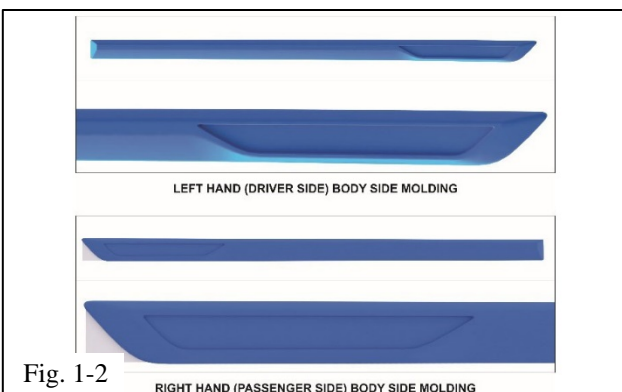 LEFT HAND (DRIVER SIDE) BODY SIDE MOLDING
Fig. 1-2
RIGHT HAND (PASSENGER SIDE) BODY SIDE MOLDING